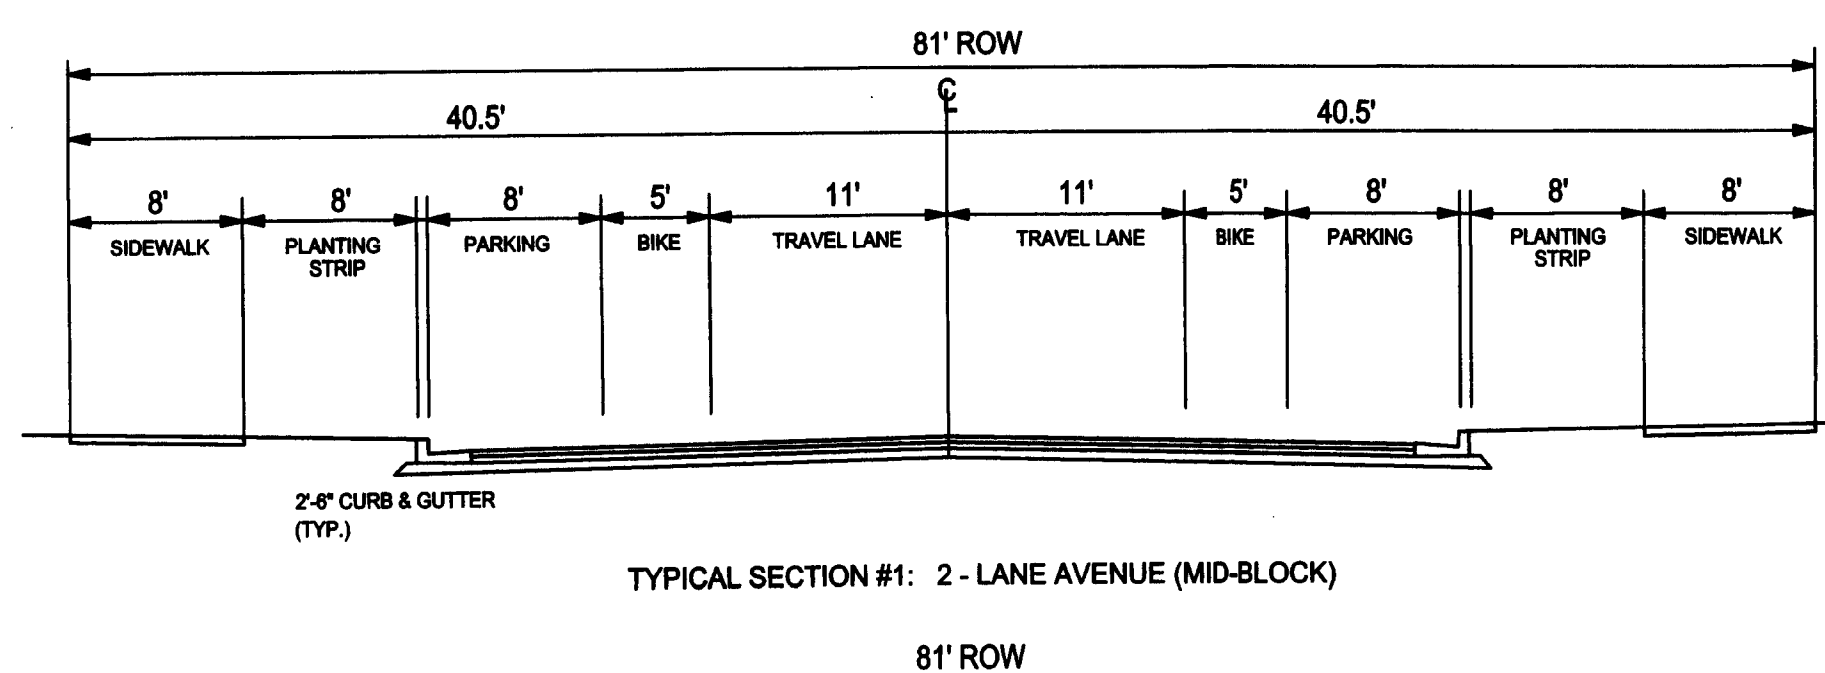 81' ROW
℄
40.5' 40.5'
8' 8' 8' 5' 11' 11' 5' 8' 8' 8'
SIDEWALK PLANTING PARKING BIKE TRAVEL LANE TRAVEL LANE BIKE PARKING PLANTING SIDEWALK
STRIP STRIP
2'-6" CURB & GUTTER
(TYP.)
TYPICAL SECTION #1: 2 - LANE AVENUE (MID-BLOCK)
81' ROW